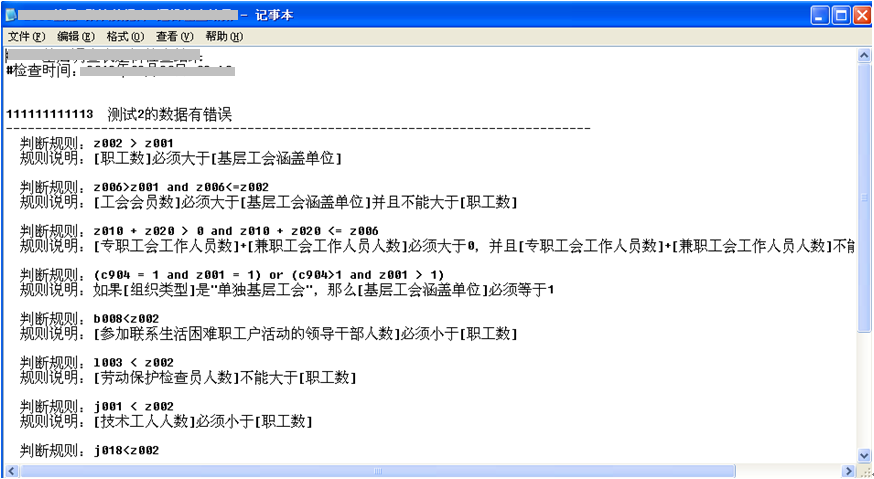 - 记事本
文件(F) 编辑(E) 格式(O) 查看(V) 帮助(H)
#检查时间:
111111111113 测试2的数据有错误
--------------------------------------------------------------------------------
判断规则: z002 > z001
规则说明: [职工数]必须大于[基层工会涵盖单位]
判断规则: z006>z001 and z006<=z002
规则说明: [工会会员数]必须大于[基层工会涵盖单位]并且不能大于[职工数]
判断规则: z010 + z020 > 0 and z010 + z020 <= z006
规则说明: [专职工会工作人员数]+[兼职工会工作人员人数]必须大于0, 并且[专职工会工作人员数]+[兼职工会工作人员人数]不能
判断规则: (c904 = 1 and z001 = 1) or (c904>1 and z001 > 1)
规则说明: 如果[组织类型]是"单独基层工会", 那么[基层工会涵盖单位]必须等于1
判断规则: b008<z002
规则说明: [参加联系生活困难职工户活动的领导干部人数]必须小于[职工数]
判断规则: l003 < z002
规则说明: [劳动保护检查员人数]不能大于[职工数]
判断规则: j001 < z002
规则说明: [技术工人人数]必须小于[职工数]
判断规则: j018<z002